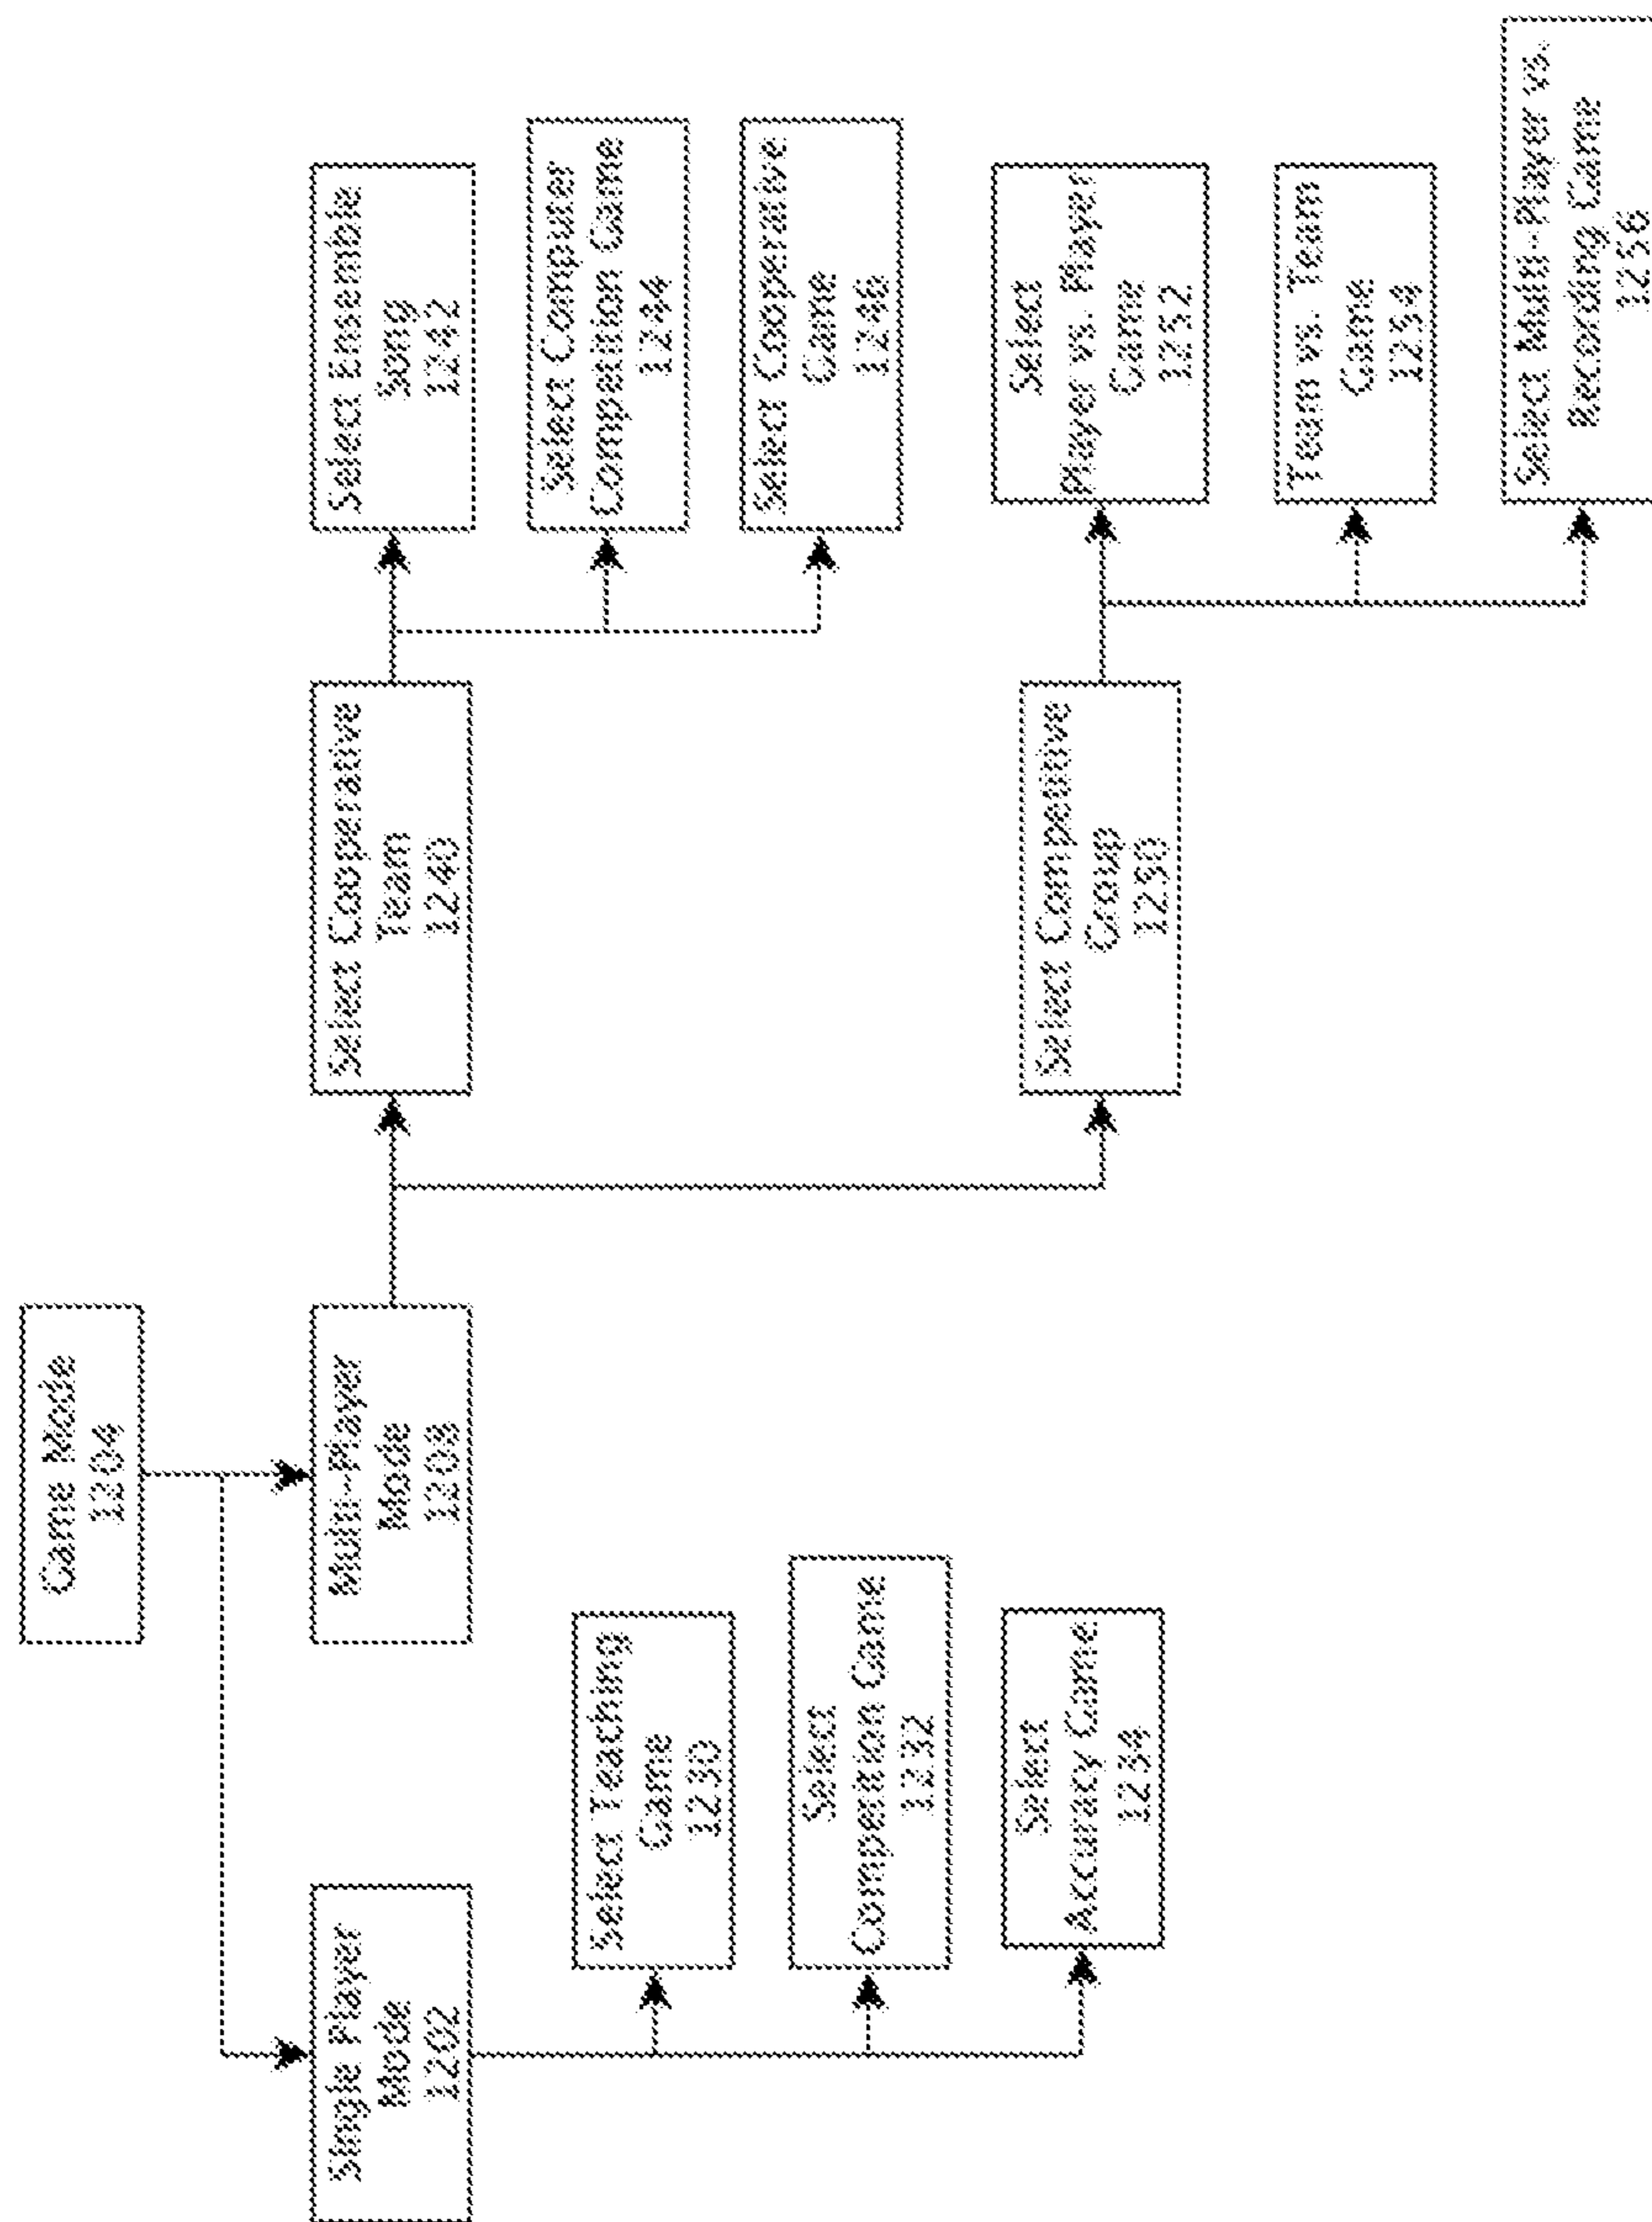 Game Mode
1204
Single Player
Mode
1202
Multi-Player
Mode
1208
Select Teaching
Game
1230
Select
Competition Game
1232
Select
Accuracy Game
1234
Select Cooperative
Team
1240
Select Ensemble
Song
1242
Select Computer
Competition Game
1244
Select Cooperative
Game
1246
Select Competitive
Group
1250
Select
Player vs. Player
Game
1252
Team vs. Team
Game
1254
Select Multi-Player vs.
Recording Game
1256